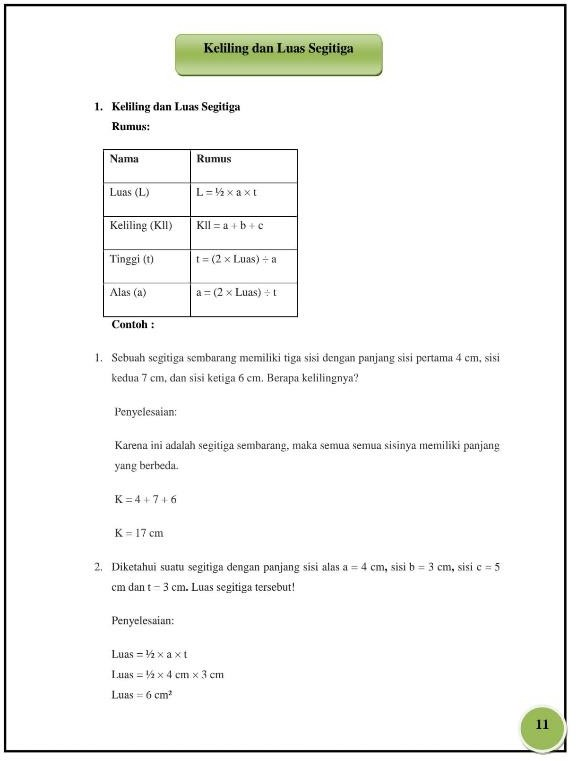 Keliling dan Luas Segitiga
1. Keliling dan Luas Segitiga
Rumus:
Nama Rumus
Luas (L) L = ½ × a × t
Keliling (Kll) Kll = a + b + c
Tinggi (t) t = (2 × Luas) ÷ a
Alas (a) a = (2 × Luas) ÷ t
Contoh :
1. Sebuah segitiga sembarang memiliki tiga sisi dengan panjang sisi pertama 4 cm, sisi
kedua 7 cm, dan sisi ketiga 6 cm. Berapa kelilingnya?
Penyelesaian:
Karena ini adalah segitiga sembarang, maka semua semua sisinya memiliki panjang
yang berbeda.
K = 4 + 7 + 6
K = 17 cm
2. Diketahui suatu segitiga dengan panjang sisi alas a = 4 cm, sisi b = 3 cm, sisi c = 5
cm dan t = 3 cm. Luas segitiga tersebut!
Penyelesaian:
Luas = ½ × a × t
Luas = ½ × 4 cm × 3 cm
Luas = 6 cm²
11